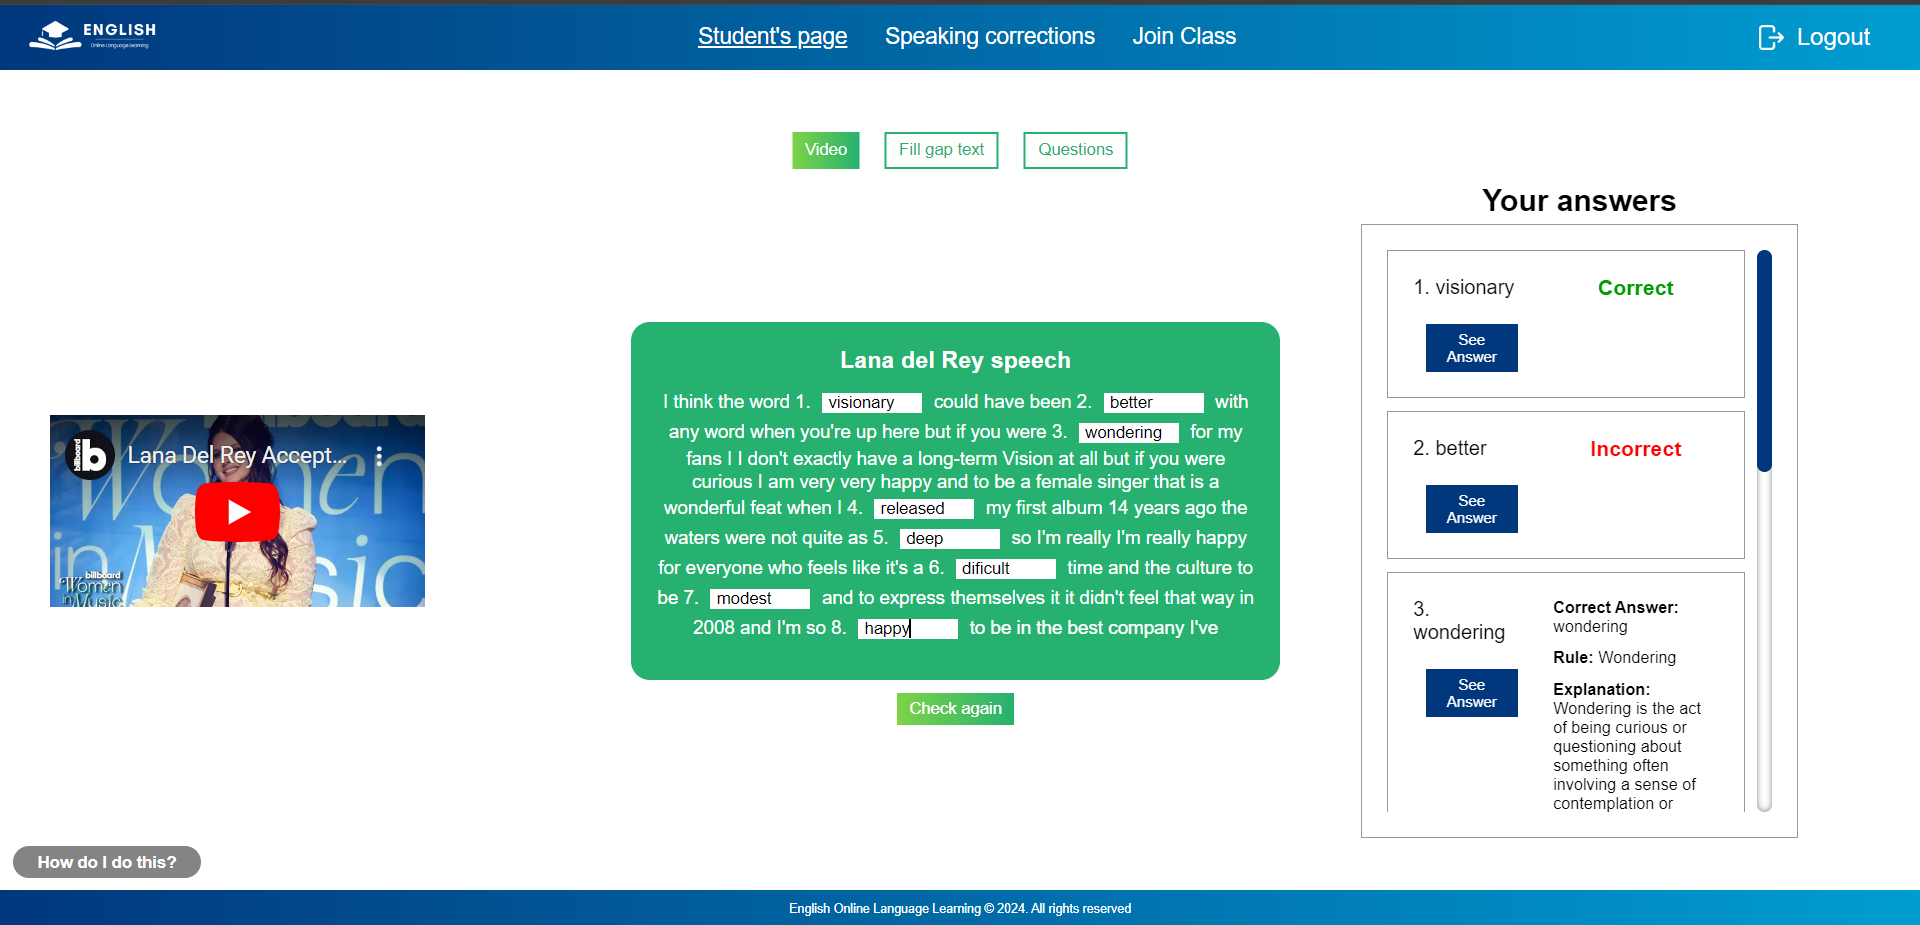 ENGLISH
Online Language Learning
Student's page
Speaking corrections
Join Class
Logout
Video
Fill gap text
Questions
Lana Del Rey Accept...
billboard
b
Women
in Music
billboard
Women
in Music
Lana del Rey speech
I think the word 1. visionary could have been 2. better with
any word when you're up here but if you were 3. wondering for my
fans I I don't exactly have a long-term Vision at all but if you were
curious I am very very happy and to be a female singer that is a
wonderful feat when I 4. released my first album 14 years ago the
waters were not quite as 5. deep so I'm really I'm really happy
for everyone who feels like it's a 6. dificult time and the culture to
be 7. modest and to express themselves it it didn't feel that way in
2008 and I'm so 8. happy to be in the best company I've
Check again
Your answers
1. visionary
Correct
See
Answer
2. better
Incorrect
See
Answer
3.
wondering
See
Answer
Correct Answer:
wondering
Rule: Wondering
Explanation:
Wondering is the act
of being curious or
questioning about
something often
involving a sense of
contemplation or
How do I do this?
English Online Language Learning © 2024. All rights reserved